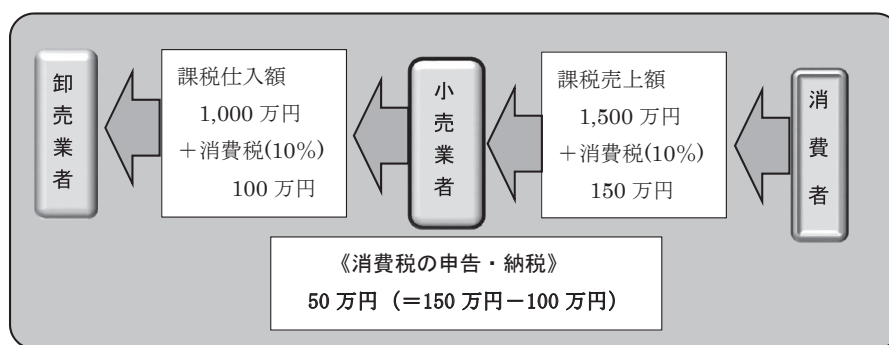 卸売業者
課税仕入額
1,000 万円
＋消費税(10%)
100 万円
小売業者
課税売上額
1,500 万円
＋消費税(10%)
150 万円
消費者
《消費税の申告・納税》
50 万円（＝150 万円－100 万円）